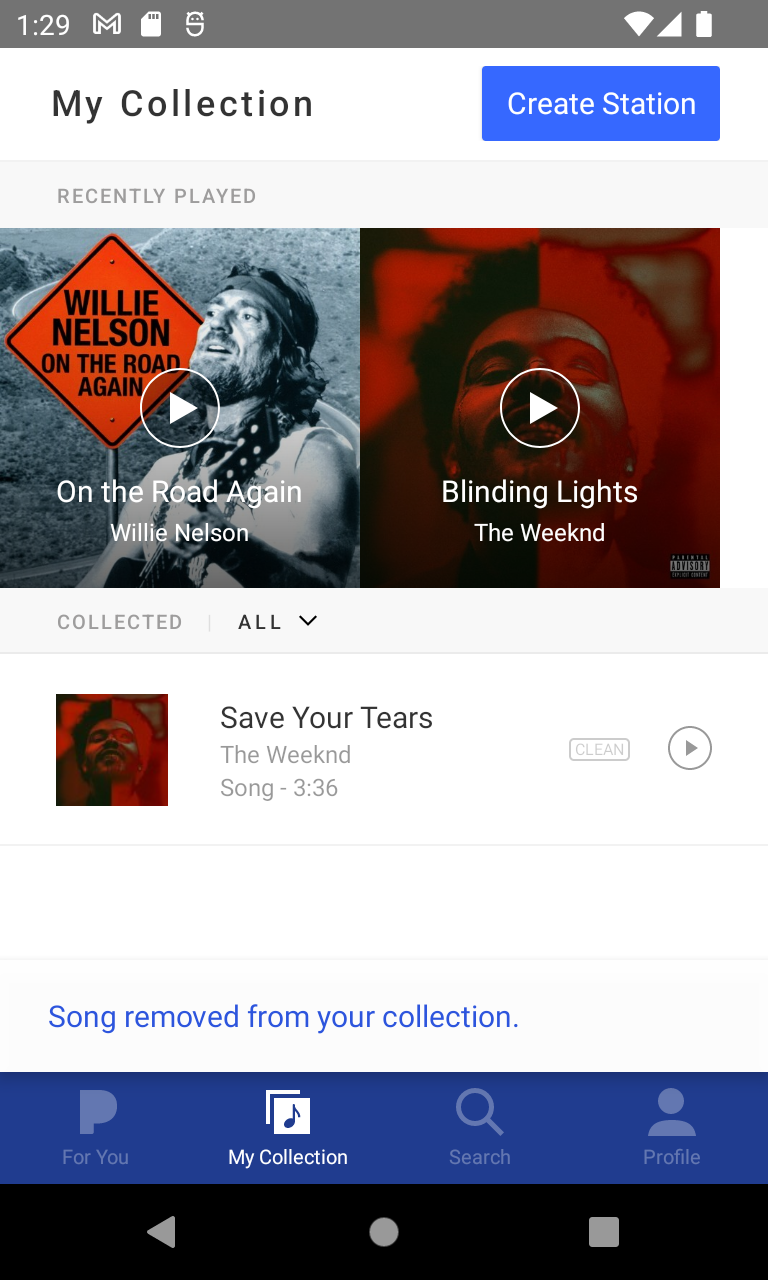 1:29
My Collection
Create Station
RECENTLY PLAYED
WILLIE
NELSON
ON THE ROAD
AGAIN
On the Road Again
Willie Nelson
Blinding Lights
The Weeknd
PARENTAL
ADVISORY
EXPLICIT CONTENT
COLLECTED | ALL
Save Your Tears
The Weeknd
Song - 3:36
CLEAN
Song removed from your collection.
For You
My Collection
Search
Profile